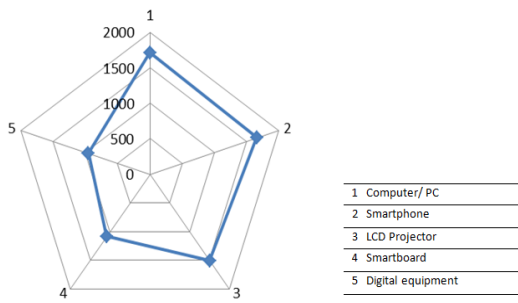 1
2000
1500
1000
500
0
5
2
4
3
1 Computer/ PC
2 Smartphone
3 LCD Projector
4 Smartboard
5 Digital equipment